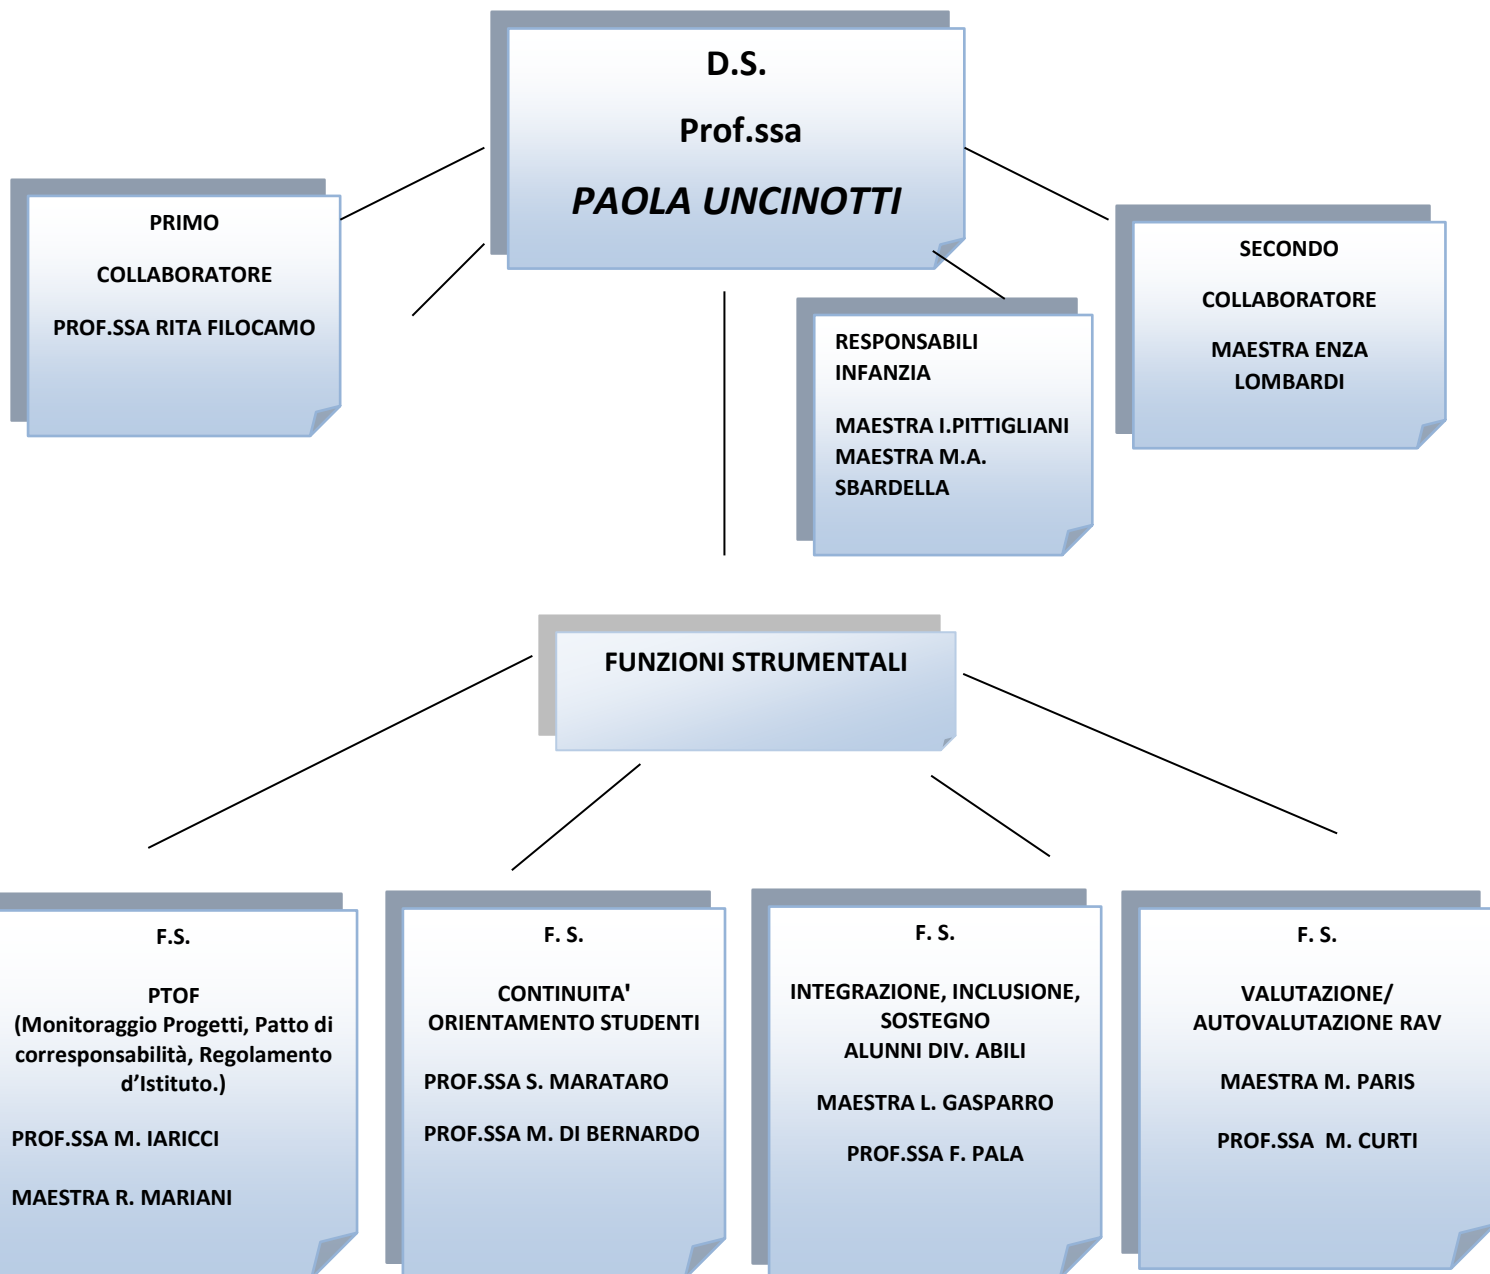 D.S.
Prof.ssa
PAOLA UNCINOTTI
PRIMO
COLLABORATORE
PROF.SSA RITA FILOCAMO
RESPONSABILI
INFANZIA
MAESTRA I.PITTIGLIANI
MAESTRA M.A.
SBARDELLA
SECONDO
COLLABORATORE
MAESTRA ENZA
LOMBARDI
FUNZIONI STRUMENTALI
F.S.
PTOF
(Monitoraggio Progetti, Patto di
corresponsabilità, Regolamento
d’Istituto.)
PROF.SSA M. IARICCI
MAESTRA R. MARIANI
F. S.
CONTINUITA'
ORIENTAMENTO STUDENTI
PROF.SSA S. MARATARO
PROF.SSA M. DI BERNARDO
F. S.
INTEGRAZIONE, INCLUSIONE,
SOSTEGNO
ALUNNI DIV. ABILI
MAESTRA L. GASPARRO
PROF.SSA F. PALA
F. S.
VALUTAZIONE/
AUTOVALUTAZIONE RAV
MAESTRA M. PARIS
PROF.SSA  M. CURTI